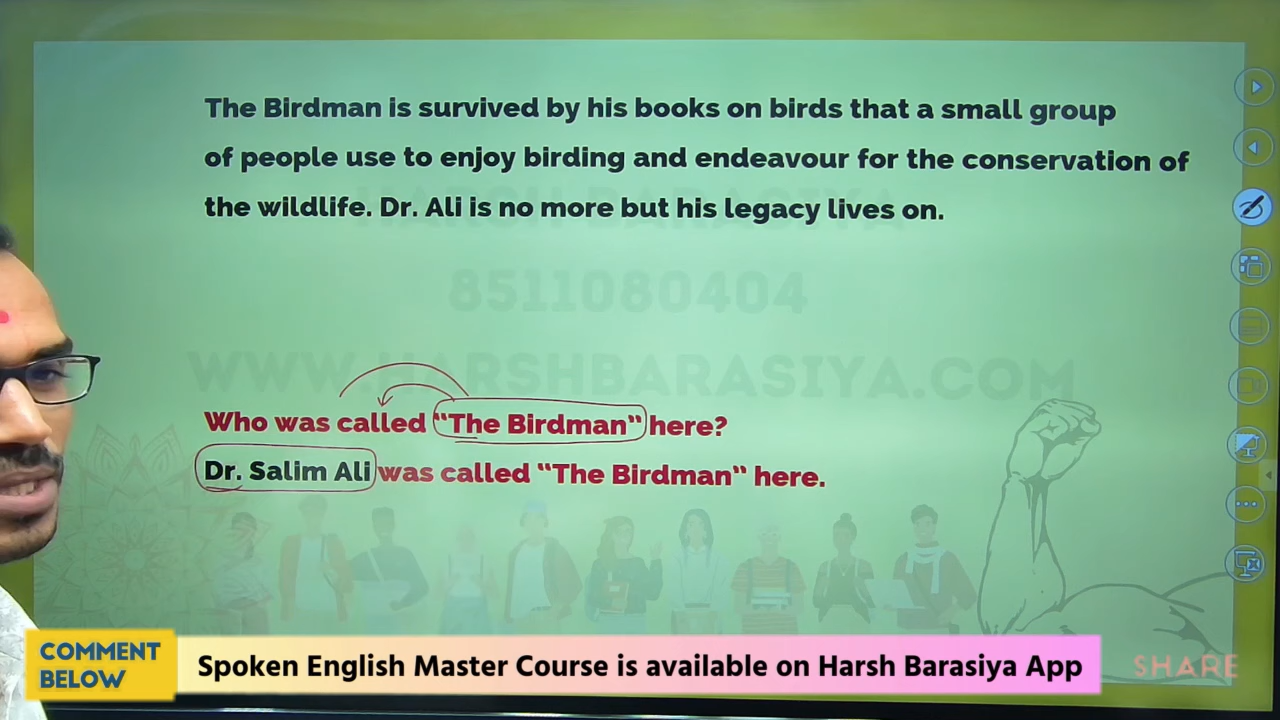 The Birdman is survived by his books on birds that a small group
of people use to enjoy birding and endeavour for the conservation of
the wildlife. Dr. Ali is no more but his legacy lives on.
HARSH BARASIYA
8511080404
WWW.HARSHBARASIYA.COM
Who was called “The Birdman” here?
Dr. Salim Ali was called “The Birdman” here.
COMMENT
BELOW
Spoken English Master Course is available on Harsh Barasiya App
SHARE